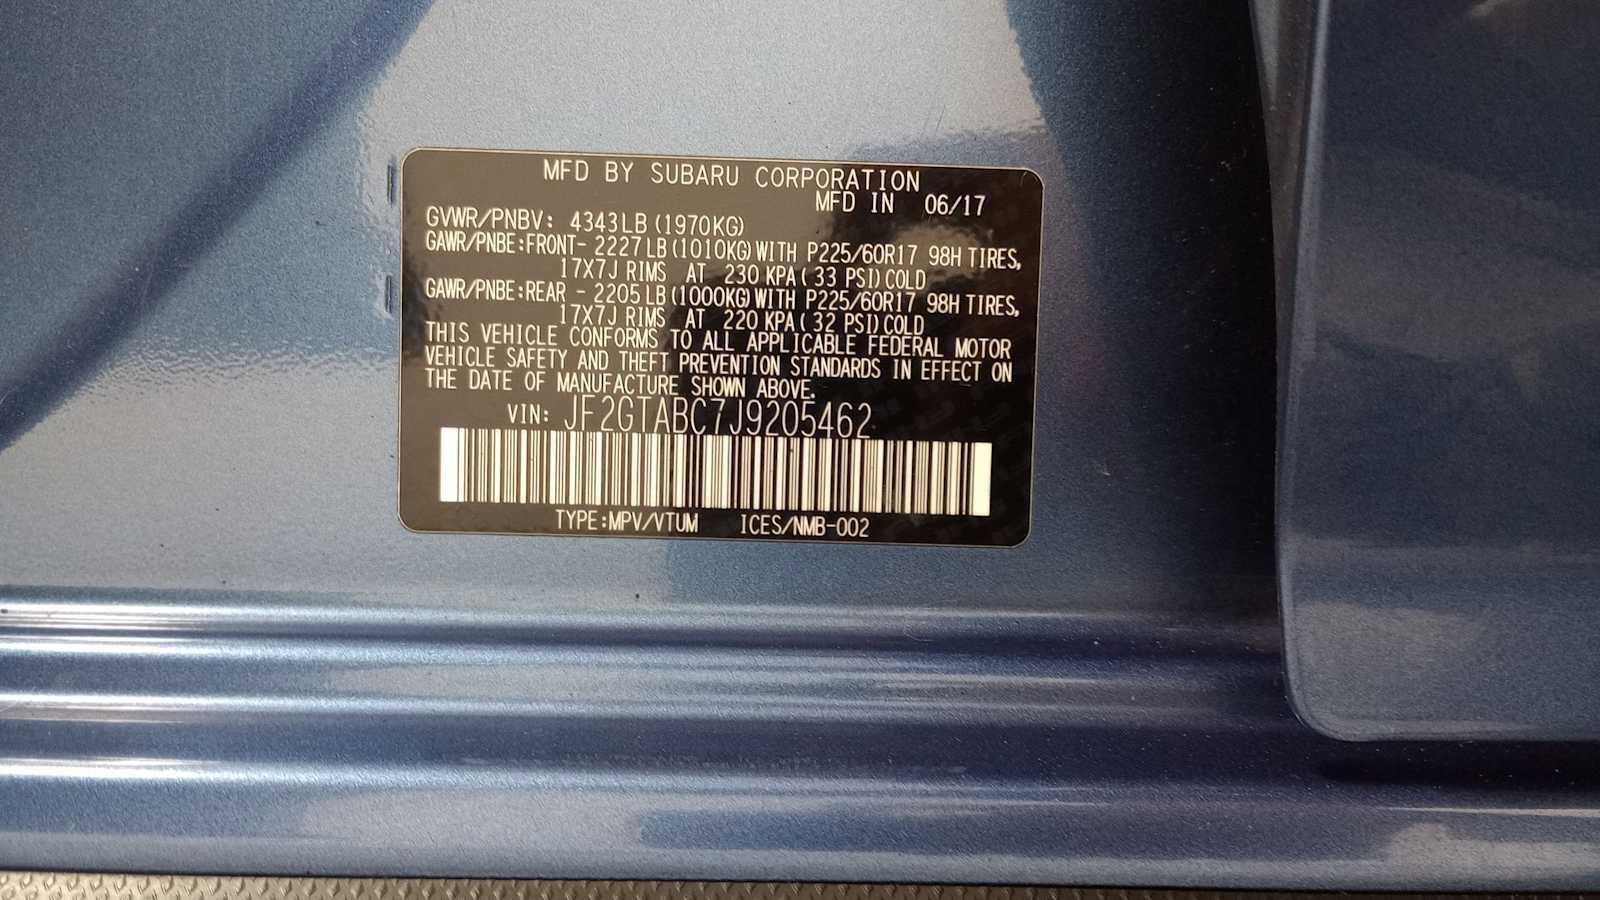 MFD BY SUBARU CORPORATION
MFD IN 06/17
GVWR/PNBV: 4343LB (1970KG)
GAWR/PNBE:FRONT- 2227LB (1010KG) WITH P225/60R17 98H TIRES,
17X7J RIMS AT 230 KPA( 33 PSI) COLD
GAWR/PNBE:REAR - 2205LB (1000KG) WITH P225/60R17 98H TIRES,
17X7J RIMS AT 220 KPA( 32 PSI) COLD
THIS VEHICLE CONFORMS TO ALL APPLICABLE FEDERAL MOTOR
VEHICLE SAFETY AND THEFT PREVENTION STANDARDS IN EFFECT ON
THE DATE OF MANUFACTURE SHOWN ABOVE.
VIN: JF2GTABC7J9205462
TYPE:MPV/VTUM ICES/NMB-002